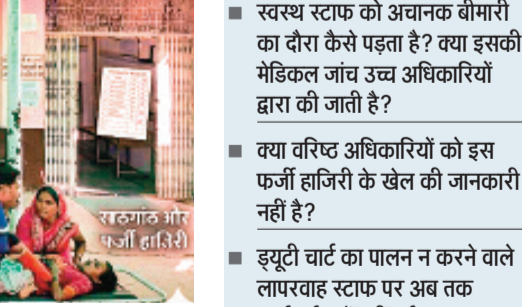 साठगांठ और
फर्जी हाजिरी
■ स्वस्थ स्टाफ को अचानक बीमारी
का दौरा कैसे पड़ता है? क्या इसकी
मेडिकल जांच उच्च अधिकारियों
द्वारा की जाती है?
■ क्या वरिष्ठ अधिकारियों को इस
फर्जी हाजिरी के खेल की जानकारी
नहीं है?
■ ड्यूटी चार्ट का पालन न करने वाले
लापरवाह स्टाफ पर अब तक